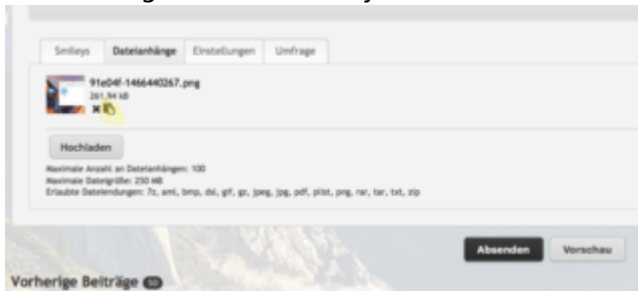 Smileys Dateianhänge Einstellungen Umfrage
91e04f-1466440267.png
261,94 kB
Hochladen
Maximale Anzahl an Dateianhängen: 100
Maximale Dateigröße: 250 MB
Erlaubte Dateiendungen: 7z, aml, bmp, dsl, gif, gz, jpeg, jpg, pdf, plist, png, rar, tar, txt, zip
Absenden Vorschau
Vorherige Beiträge